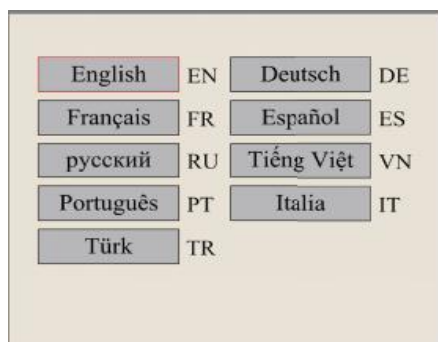 English EN Deutsch DE
Français FR Español ES
русский RU Tiếng Việt VN
Português PT Italia IT
Türk TR